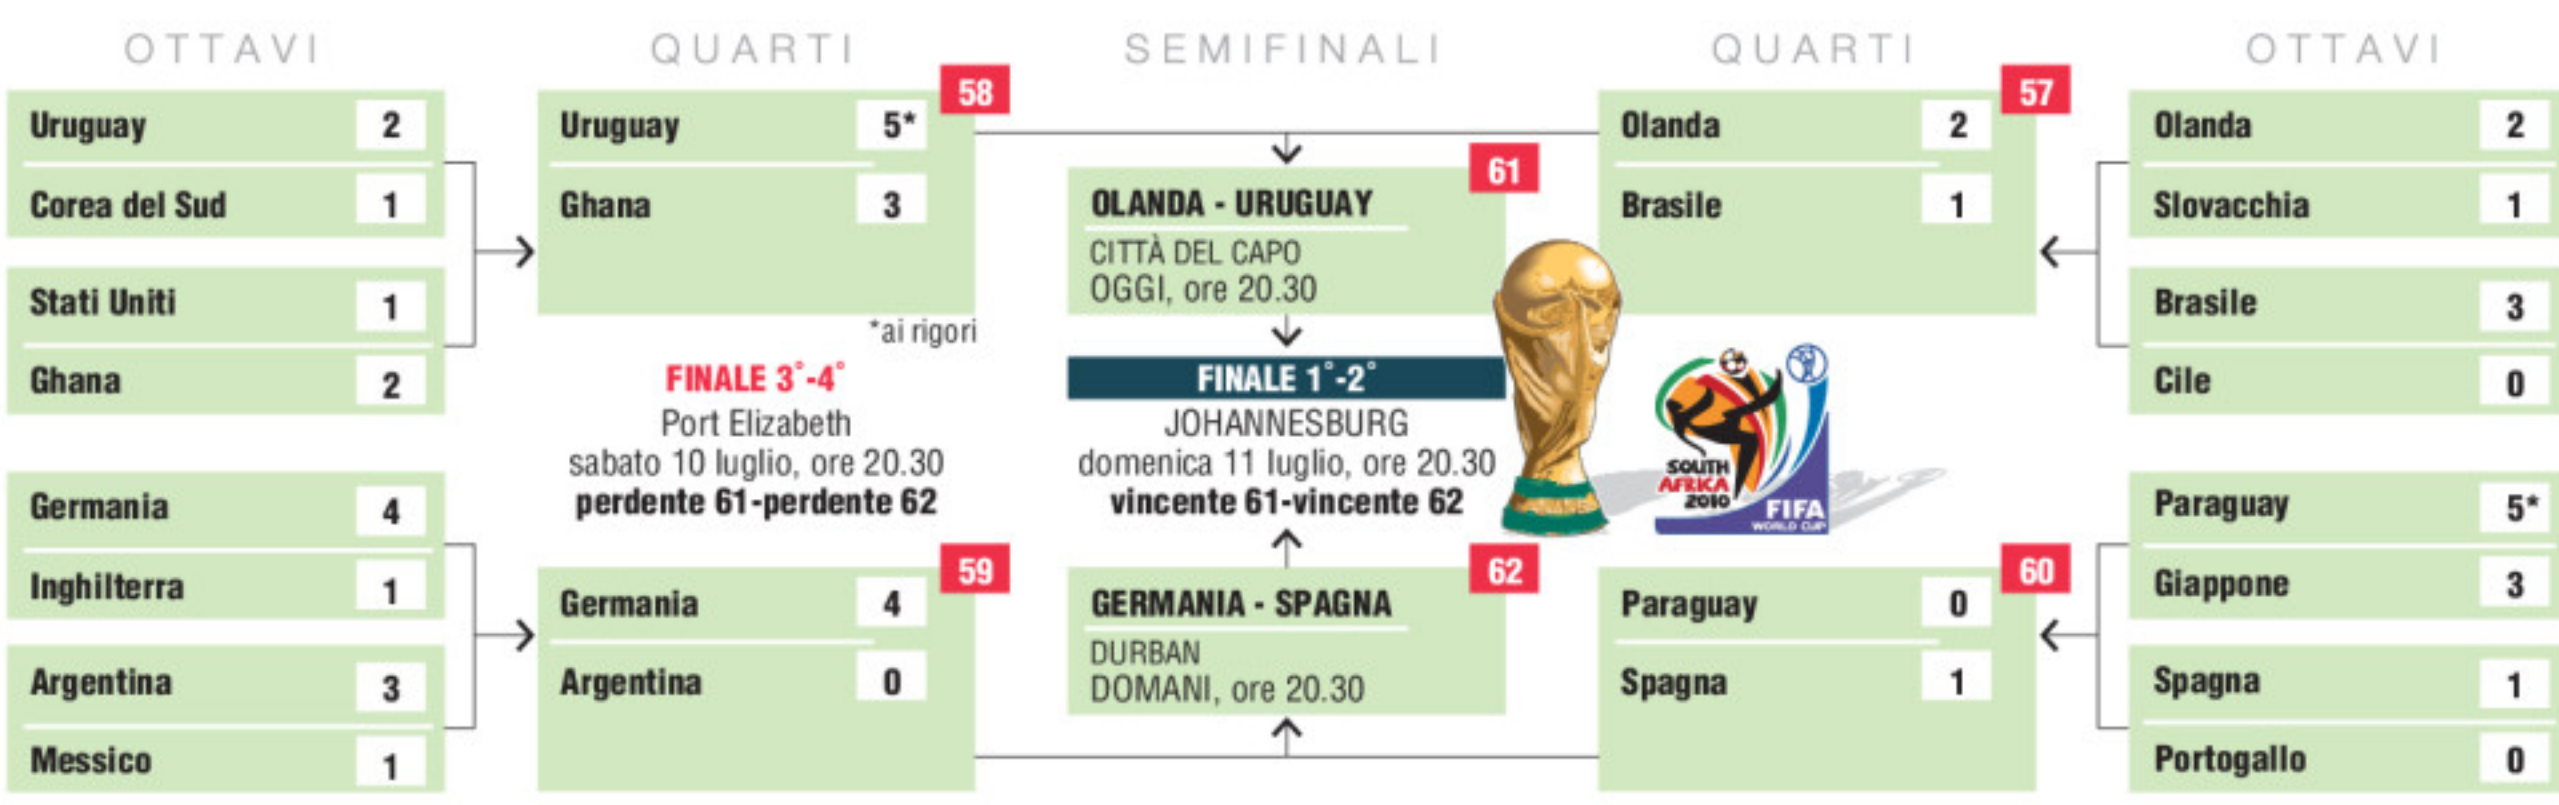 OTTAVI
QUARTI
SEMIFINALI
QUARTI
OTTAVI
Uruguay 2
Corea del Sud 1
Stati Uniti 1
Ghana 2
Germania 4
Inghilterra 1
Argentina 3
Messico 1
58
Uruguay 5*
Ghana 3
*ai rigori
FINALE 3°-4°
Port Elizabeth
sabato 10 luglio, ore 20.30
perdente 61-perdente 62
59
Germania 4
Argentina 0
61
OLANDA - URUGUAY
CITTÀ DEL CAPO
OGGI, ore 20.30
FINALE 1°-2°
JOHANNESBURG
domenica 11 luglio, ore 20.30
vincente 61-vincente 62
62
GERMANIA - SPAGNA
DURBAN
DOMANI, ore 20.30
57
Olanda 2
Brasile 1
SOUTH
AFRICA
2010
FIFA
WORLD CUP
60
Paraguay 0
Spagna 1
Olanda 2
Slovacchia 1
Brasile 3
Cile 0
Paraguay 5*
Giappone 3
Spagna 1
Portogallo 0